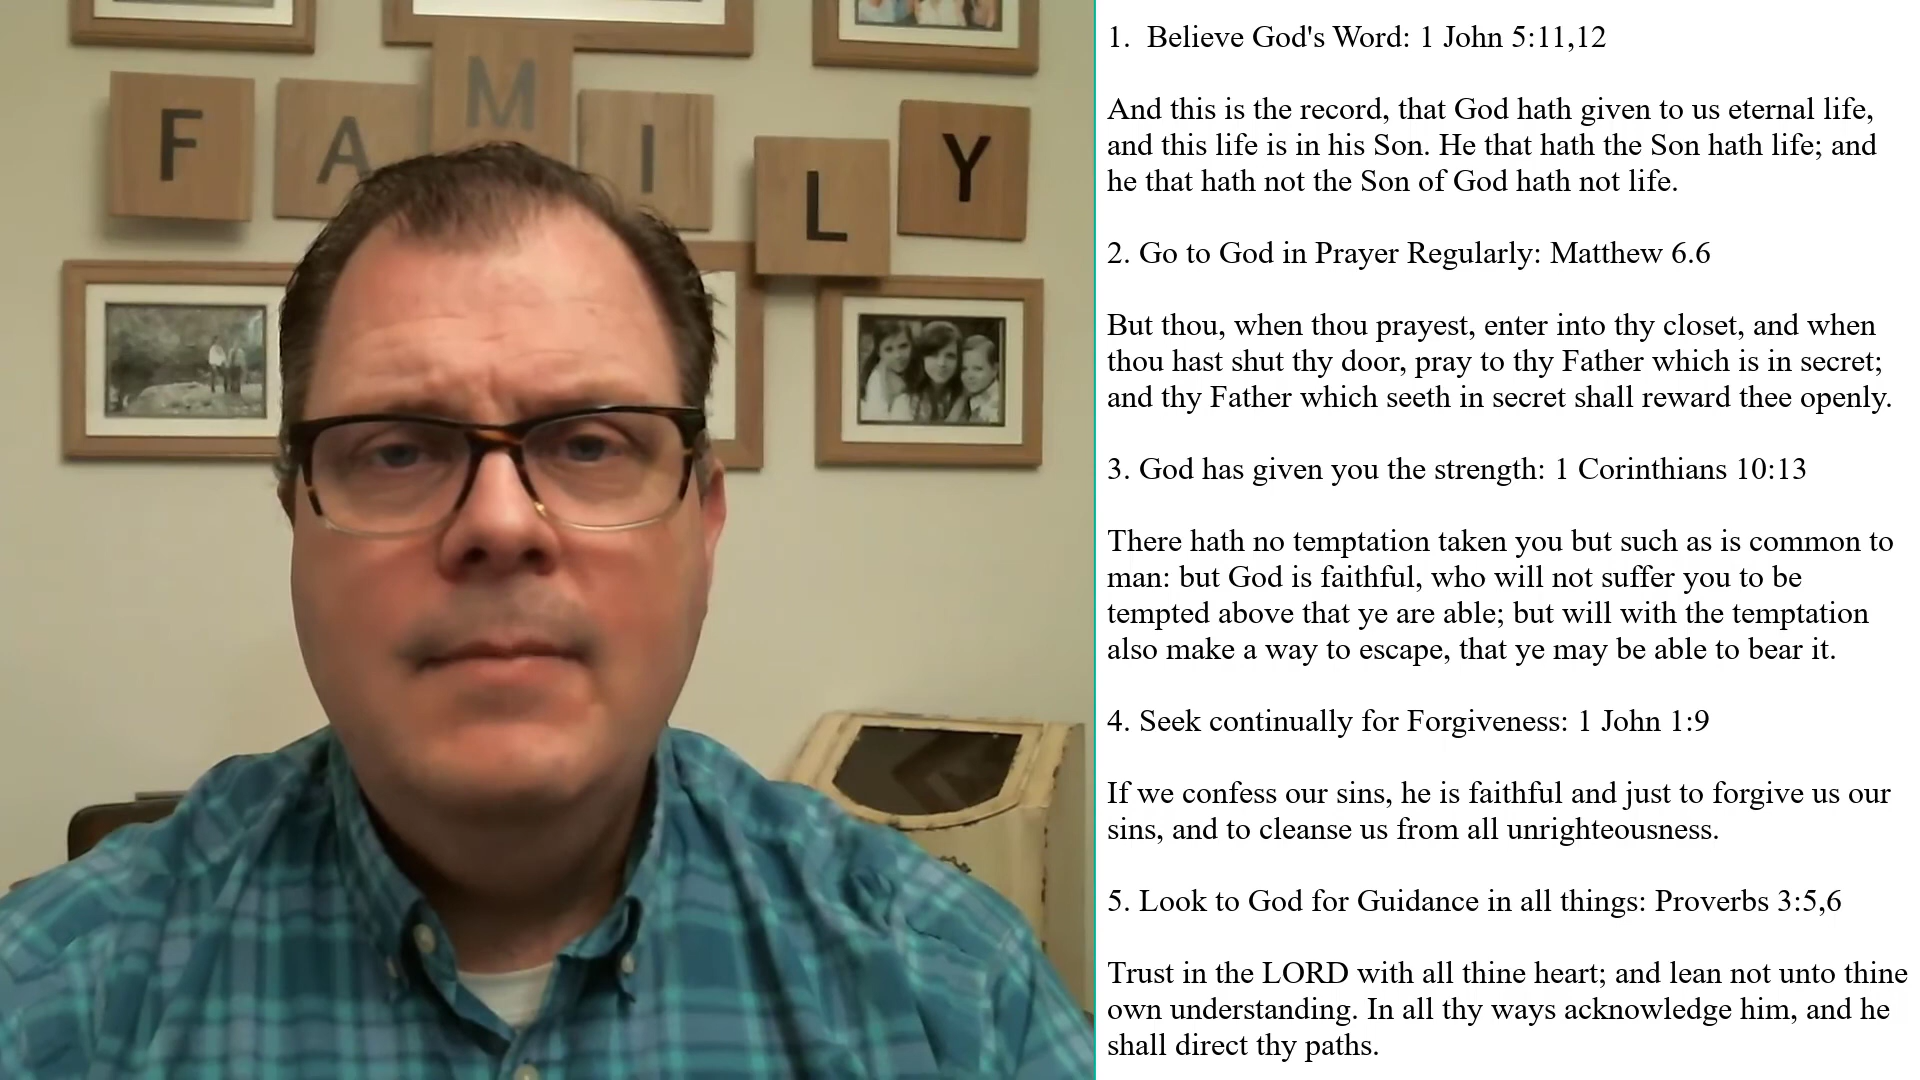 FAMILY
1. Believe God's Word: 1 John 5:11,12
And this is the record, that God hath given to us eternal life,
and this life is in his Son. He that hath the Son hath life; and
he that hath not the Son of God hath not life.
2. Go to God in Prayer Regularly: Matthew 6.6
But thou, when thou prayest, enter into thy closet, and when
thou hast shut thy door, pray to thy Father which is in secret;
and thy Father which seeth in secret shall reward thee openly.
3. God has given you the strength: 1 Corinthians 10:13
There hath no temptation taken you but such as is common to
man: but God is faithful, who will not suffer you to be
tempted above that ye are able; but will with the temptation
also make a way to escape, that ye may be able to bear it.
4. Seek continually for Forgiveness: 1 John 1:9
If we confess our sins, he is faithful and just to forgive us our
sins, and to cleanse us from all unrighteousness.
5. Look to God for Guidance in all things: Proverbs 3:5,6
Trust in the LORD with all thine heart; and lean not unto thine
own understanding. In all thy ways acknowledge him, and he
shall direct thy paths.